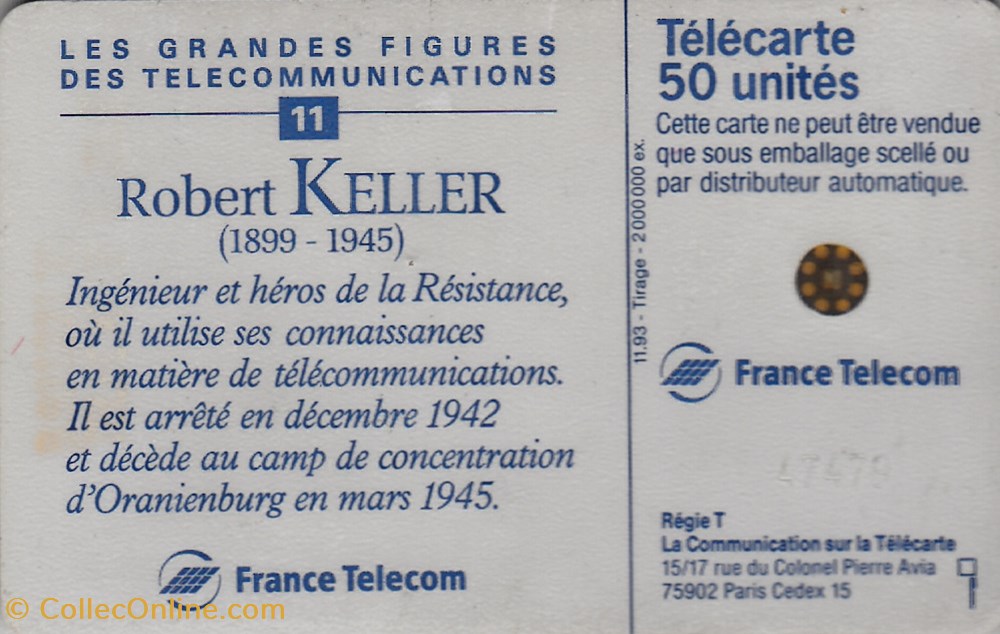 LES GRANDES FIGURES
DES TELECOMMUNICATIONS
11
Robert KELLER
(1899 - 1945)
Ingénieur et héros de la Résistance,
où il utilise ses connaissances
en matière de télécommunications.
Il est arrêté en décembre 1942
et décède au camp de concentration
d'Oranienburg en mars 1945.
France Telecom
11.93 - Tirage - 2 000 000 ex.
Télécarte
50 unités
Cette carte ne peut être vendue
que sous emballage scellé ou
par distributeur automatique.
France Telecom
Régie T
La Communication sur la Télécarte
15/17 rue du Colonel Pierre Avia
75902 Paris Cedex 15
© CollecOnline.com